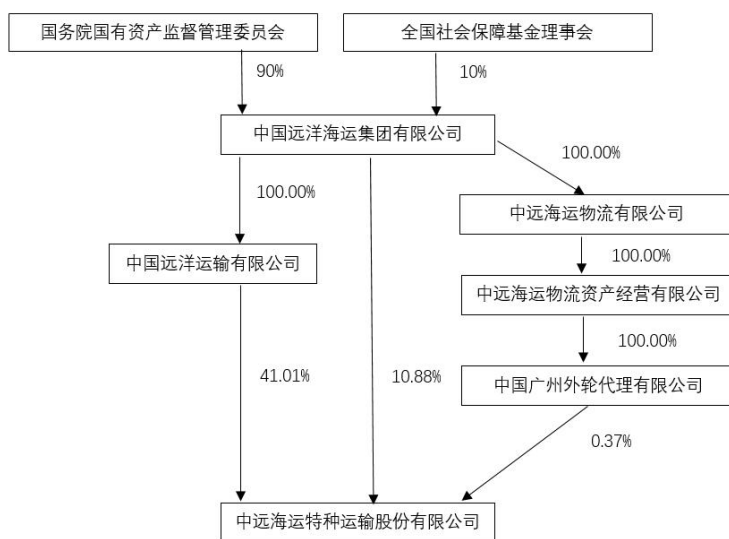 国务院国有资产监督管理委员会
全国社会保障基金理事会
90%
10%
中国远洋海运集团有限公司
100.00%
100.00%
中远海运物流有限公司
中国远洋运输有限公司
100.00%
中远海运物流资产经营有限公司
100.00%
41.01%
10.88%
中国广州外轮代理有限公司
0.37%
中远海运特种运输股份有限公司